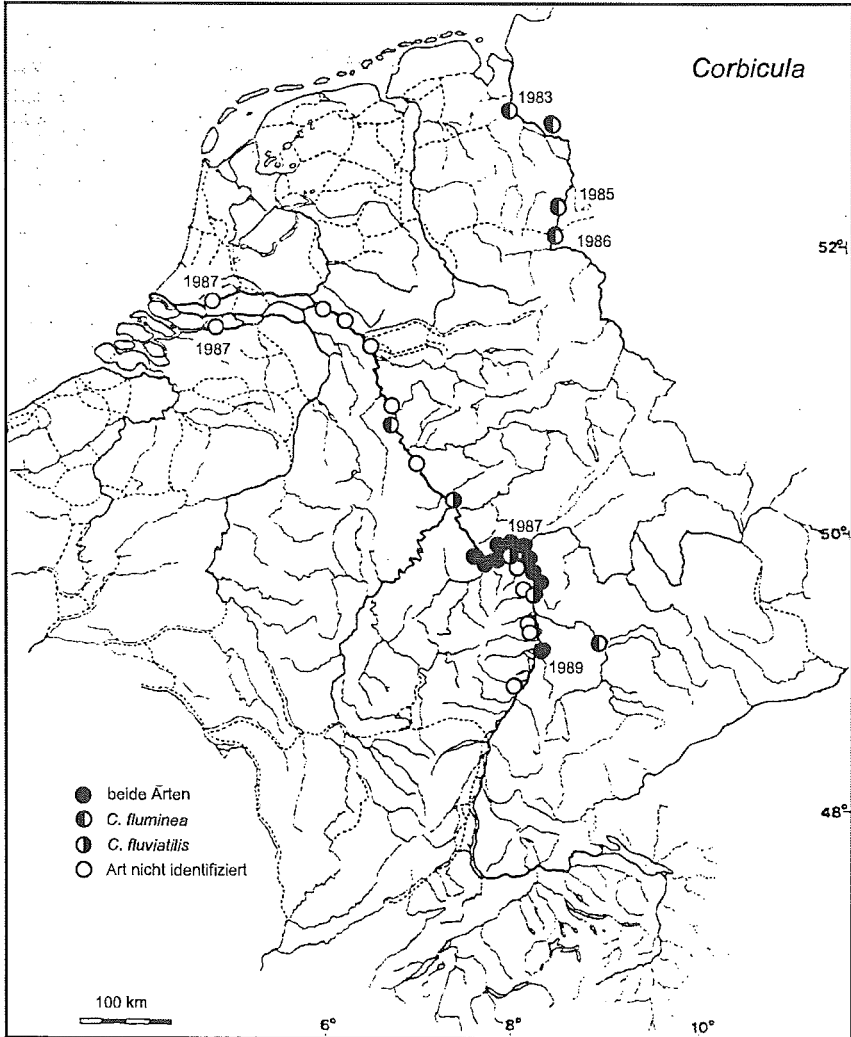 Corbicula
1983
1985
1986
52°
1987
1987
1987
50°
1989
48°
beide Ärten
C. fluminea
C. fluviatilis
Art nicht identifiziert
100 km
6°
8°
10°